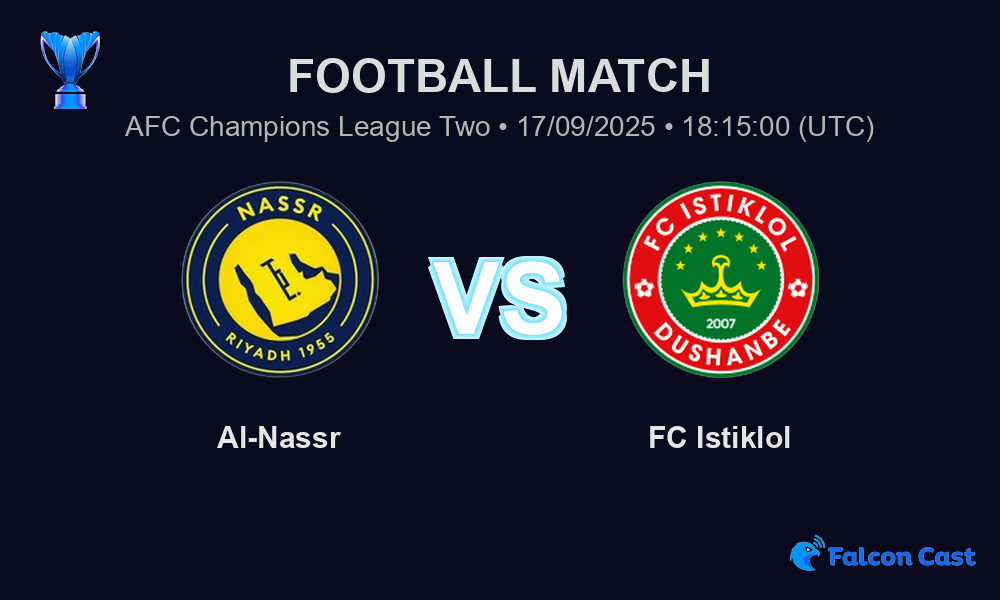 FOOTBALL MATCH
AFC Champions League Two • 17/09/2025 • 18:15:00 (UTC)
NASSR
RIYADH 1955
VS
FC ISTIKLOL
2007
DUSHANBE
Al-Nassr
FC Istiklol
Falcon Cast